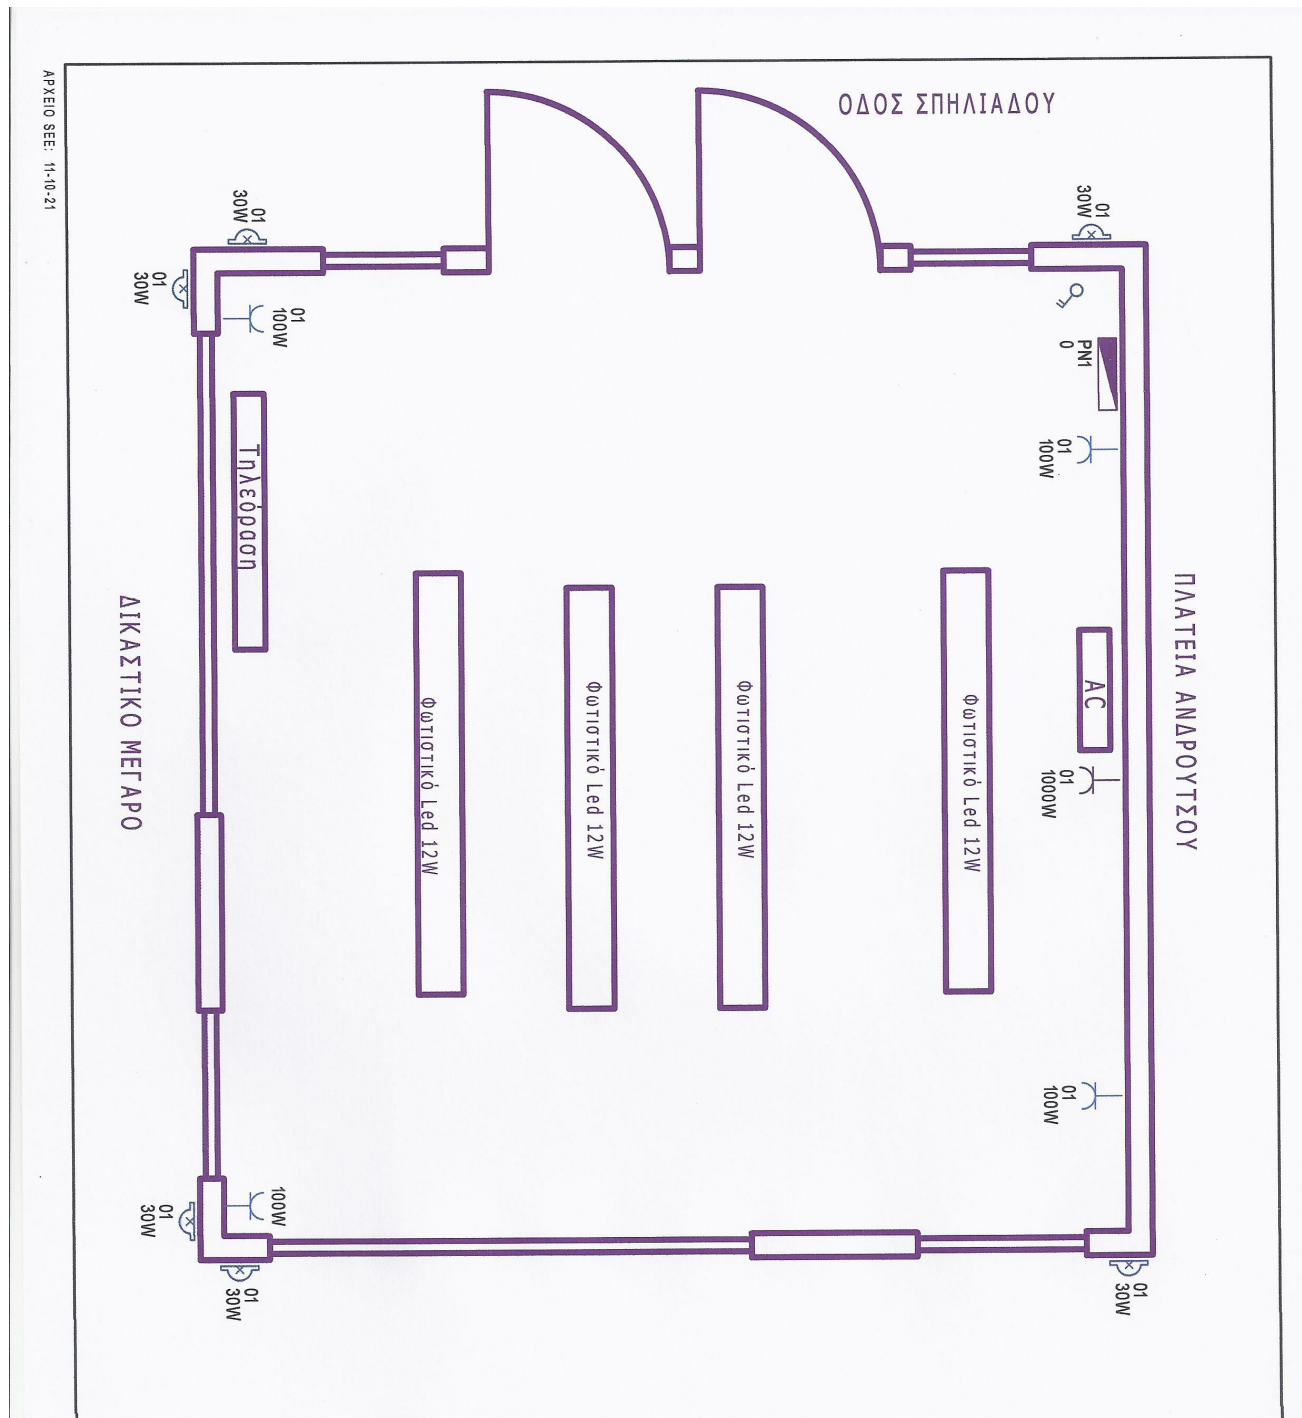 ΑΡΧΕΙΟ SEE: 11-10-21
ΟΔΟΣ ΣΠΗΛΙΑΔΟΥ
01
30W
01
30W
01
30W
01
100W
PN1
0
01
100W
Τηλεόραση
ΔΙΚΑΣΤΙΚΟ ΜΕΓΑΡΟ
ΠΛΑΤΕΙΑ ΑΝΔΡΟΥΤΣΟΥ
AC
01
1000W
Φωτιστικό Led 12W
Φωτιστικό Led 12W
Φωτιστικό Led 12W
Φωτιστικό Led 12W
01
100W
100W
01
30W
01
30W
01
30W